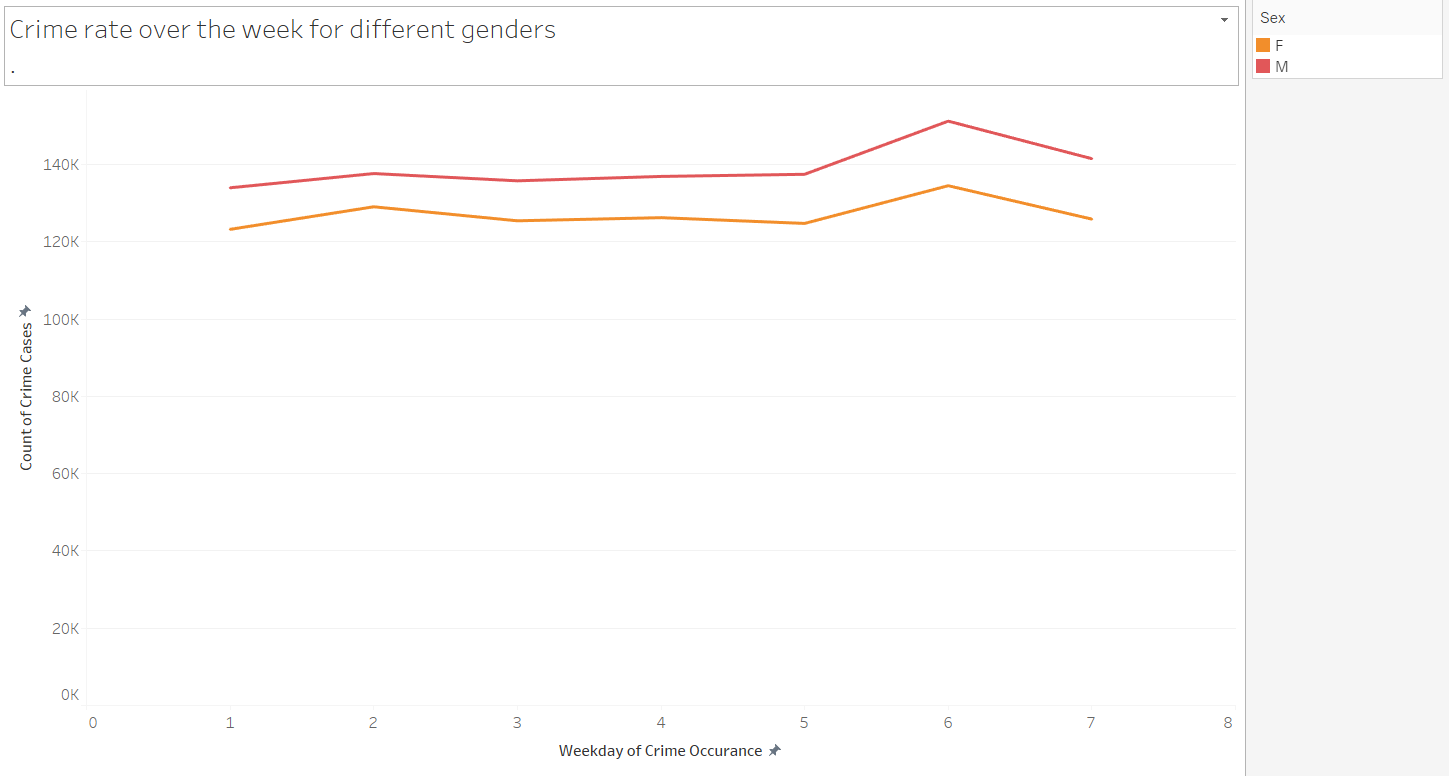 Crime rate over the week for different genders
.
Sex
F
M
140K
120K
100K
80K
60K
40K
20K
0K
Count of Crime Cases
0 1 2 3 4 5 6 7 8
Weekday of Crime Occurance